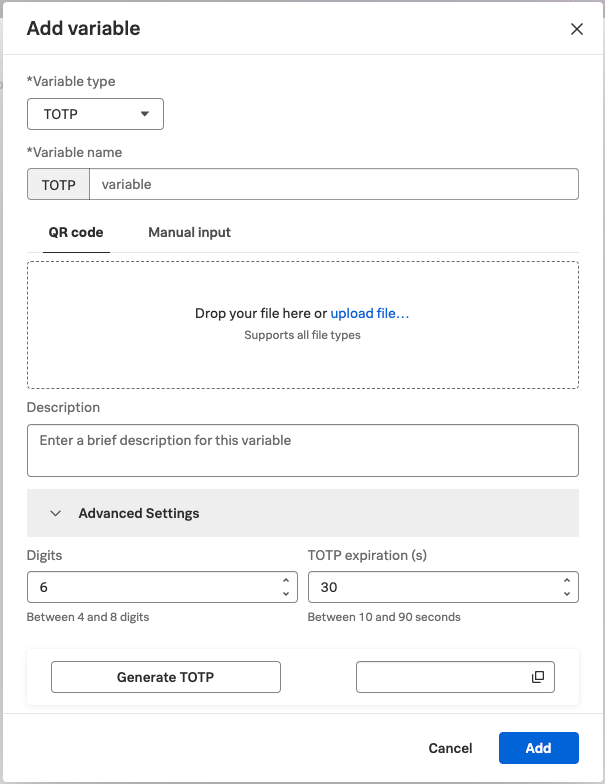 Add variable
*Variable type
TOTP
*Variable name
TOTP variable
QR code Manual input
Drop your file here or upload file...
Supports all file types
Description
Enter a brief description for this variable
Advanced Settings
Digits TOTP expiration (s)
6 30
Between 4 and 8 digits Between 10 and 90 seconds
Generate TOTP
Cancel Add